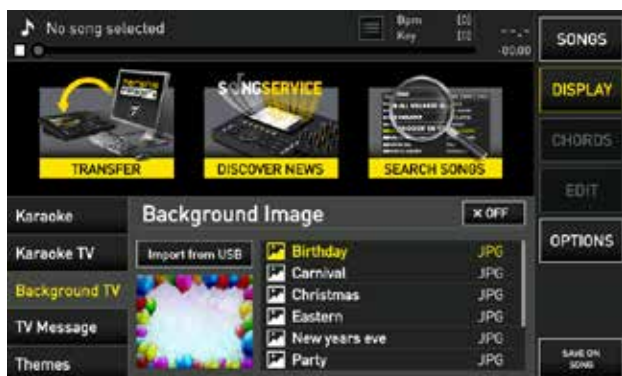 No song selected
Bpm [0]
Key [0]
--.-
-00:00
SONGS
DISPLAY
CHORDS
EDIT
OPTIONS
SAVE ON
SONG
SONGSERVICE
TRANSFER
DISCOVER NEWS
SEARCH SONGS
Karaoke
Karaoke TV
Background TV
TV Message
Themes
Background Image
× OFF
Import from USB
Birthday JPG
Carnival JPG
Christmas JPG
Eastern JPG
New years eve JPG
Party JPG